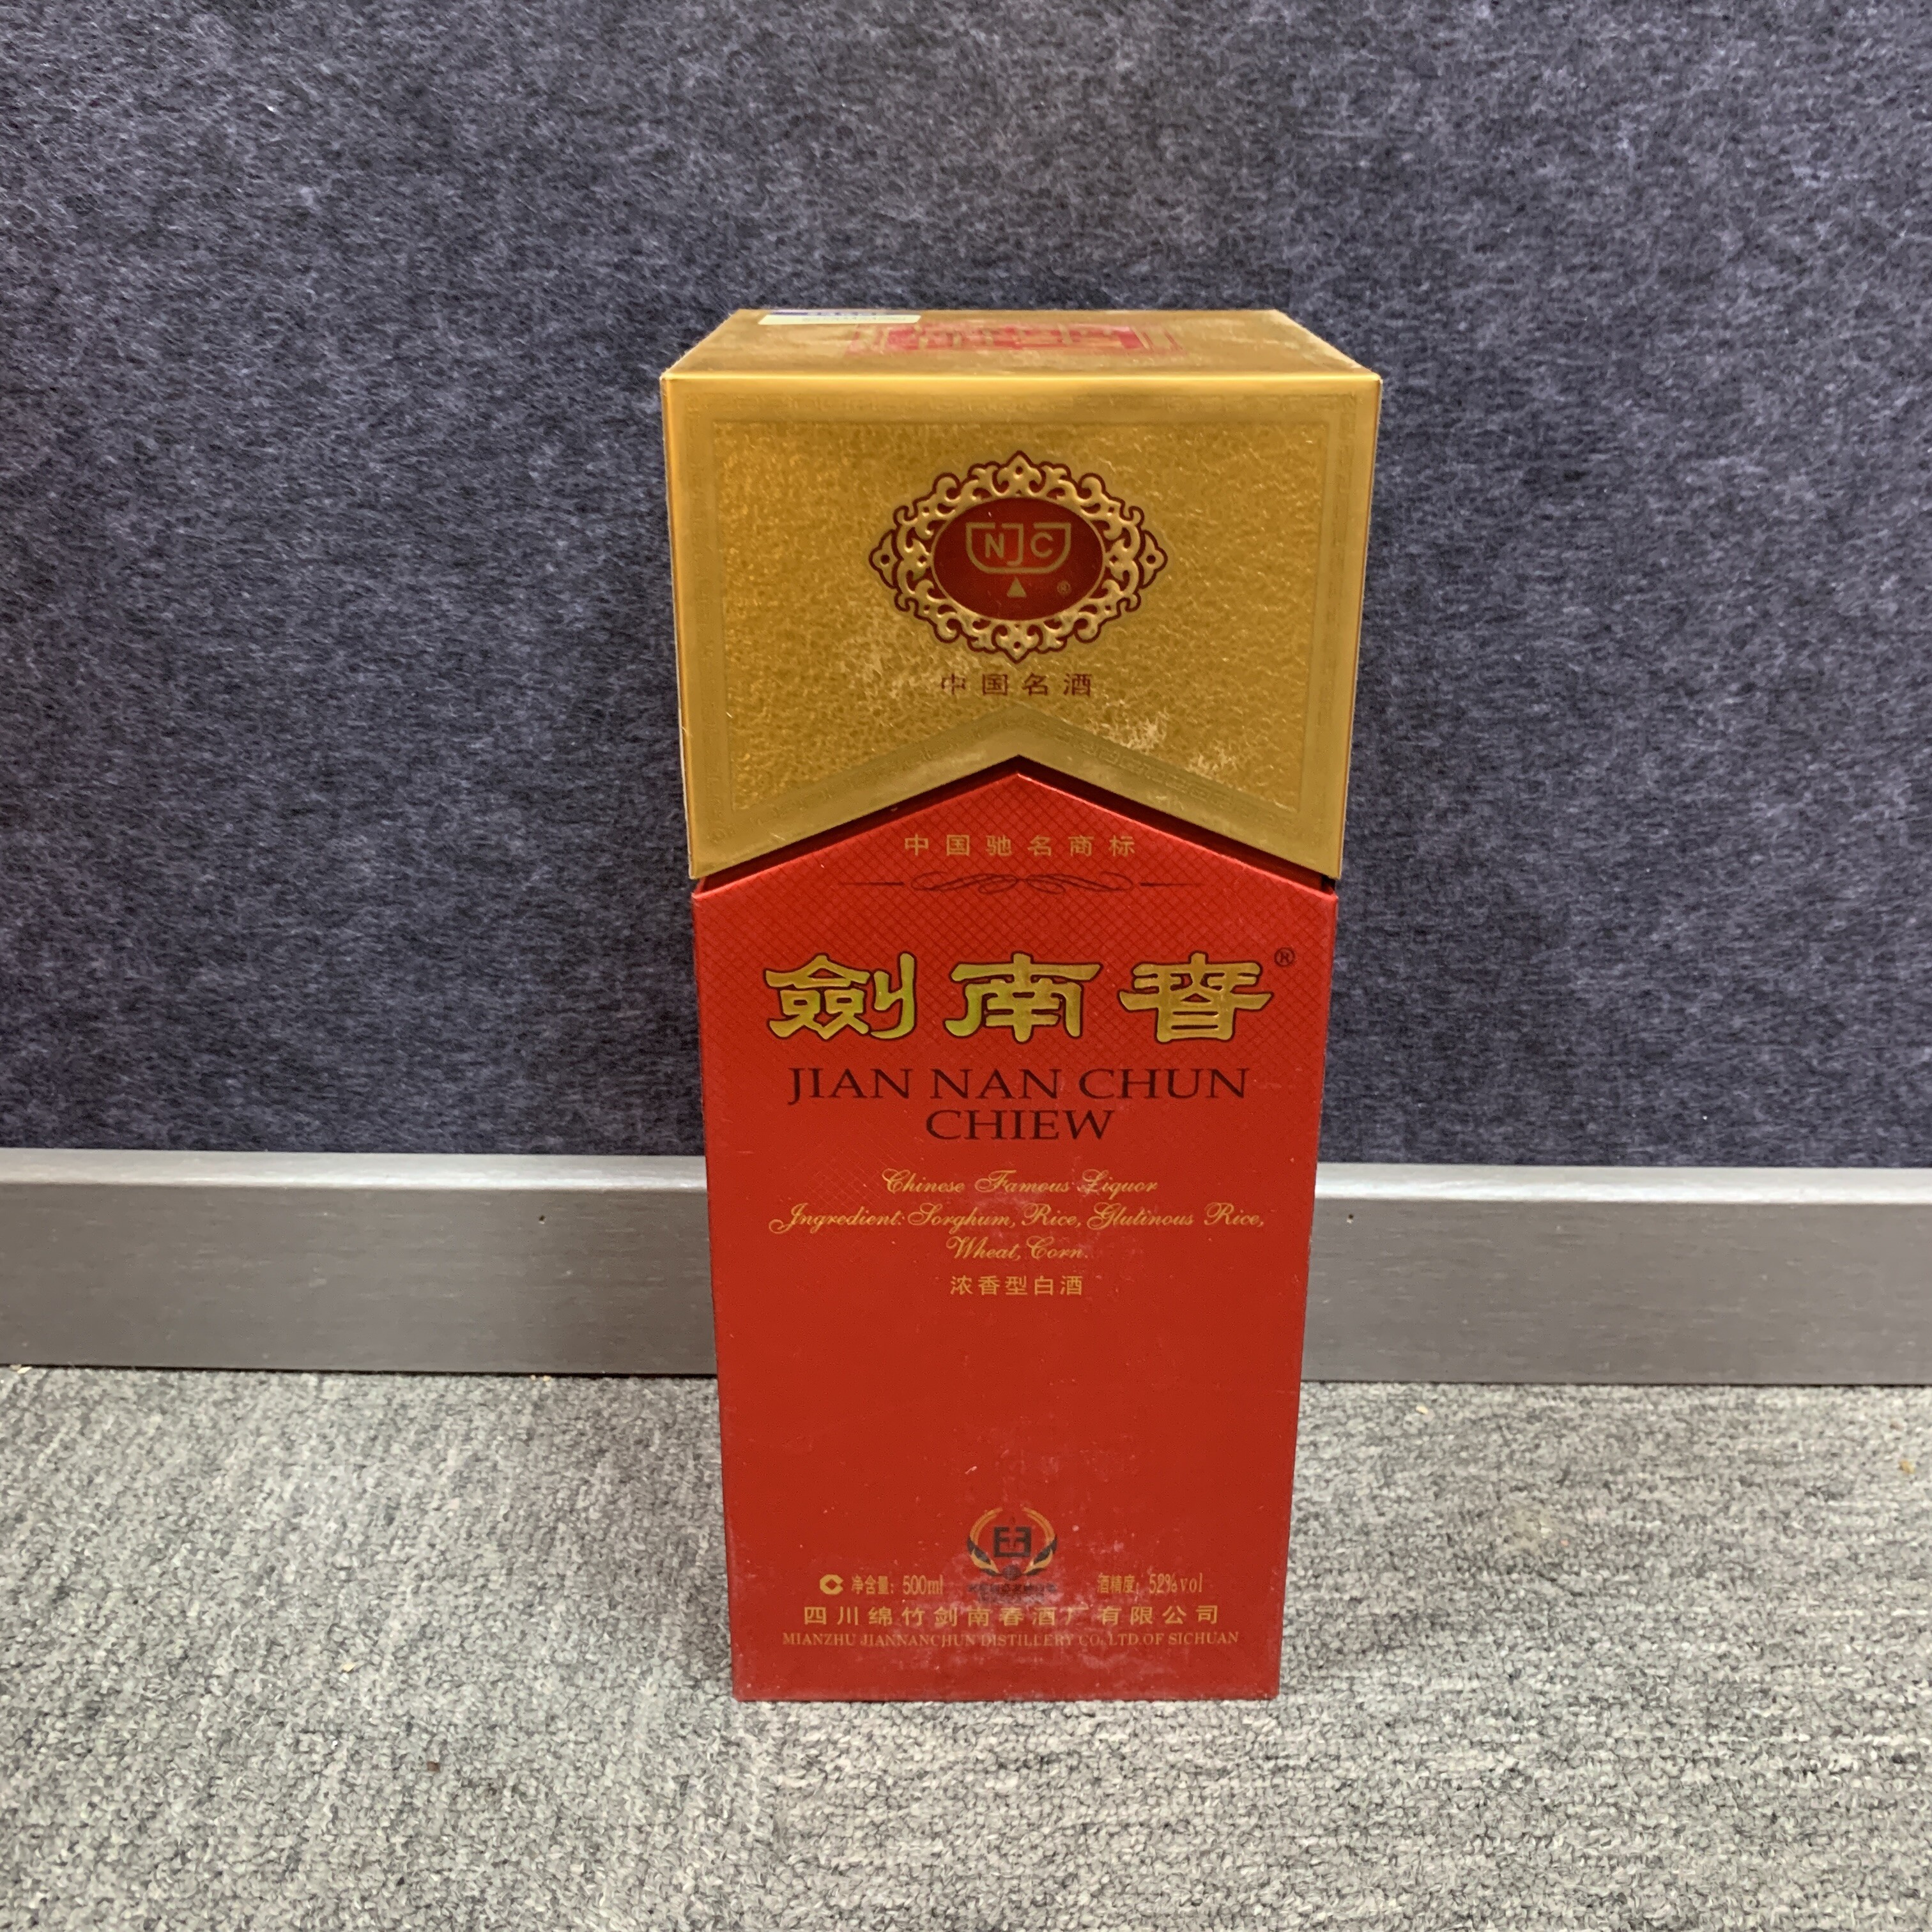 NJC
®
中国名酒
中国驰名商标
劍南春®
JIAN NAN CHUN
CHIEW
Chinese Famous Liquor
Ingredient: Sorghum, Rice, Glutinous Rice,
Wheat, Corn.
浓香型白酒
净含量: 500ml 酒精度: 52%vol
四川绵竹剑南春酒厂有限公司
MIANZHU JIANNANCHUN DISTILLERY CO. LTD.OF SICHUAN